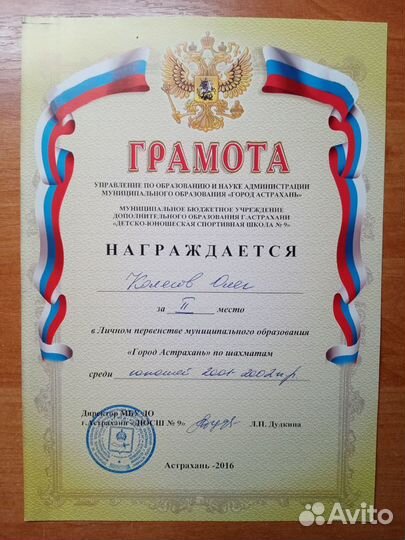 ГРАМОТА
УПРАВЛЕНИЕ ПО ОБРАЗОВАНИЮ И НАУКЕ АДМИНИСТРАЦИИ
МУНИЦИПАЛЬНОГО ОБРАЗОВАНИЯ «ГОРОД АСТРАХАНЬ»
МУНИЦИПАЛЬНОЕ БЮДЖЕТНОЕ УЧРЕЖДЕНИЕ
ДОПОЛНИТЕЛЬНОГО ОБРАЗОВАНИЯ Г.АСТРАХАНИ
«ДЕТСКО-ЮНОШЕСКАЯ СПОРТИВНАЯ ШКОЛА № 9»
НАГРАЖДАЕТСЯ
Колесов Олег
за II место
в Личном первенстве муниципального образования
«Город Астрахань» по шахматам
среди юношей 2001-2002 г.р
Директор МБУ ДО
г.Астрахани «ДЮСШ № 9» Л.П. Дудкина
Астрахань -2016
Avito